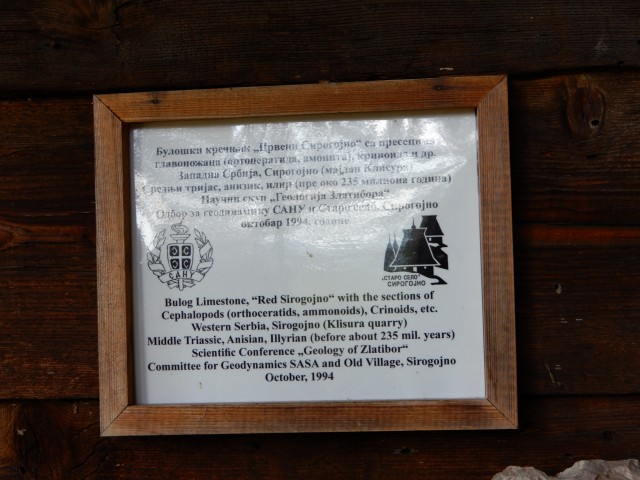 Булошки кречњак „Црвени Сирогојно“ са пресецима
главоножаца (ортоцератида, амонита), криноида и др.
Западна Србија, Сирогојно (мајдан Клисура)
Средњи тријас, анизик, илир (пре око 235 милиона година)
Научни скуп „Геологија Златибора“
Одбор за геодинамику САНУ и Старо село, Сирогојно
октобар 1994. године
САНУ
„СТАРО СЕЛО“
СИРОГОЈНО
Bulog Limestone, “Red Sirogojno“ with the sections of
Cephalopods (orthoceratids, ammonoids), Crinoids, etc.
Western Serbia, Sirogojno (Klisura quarry)
Middle Triassic, Anisian, Illyrian (before about 235 mil. years)
Scientific Conference „Geology of Zlatibor“
Committee for Geodynamics SASA and Old Village, Sirogojno
October, 1994